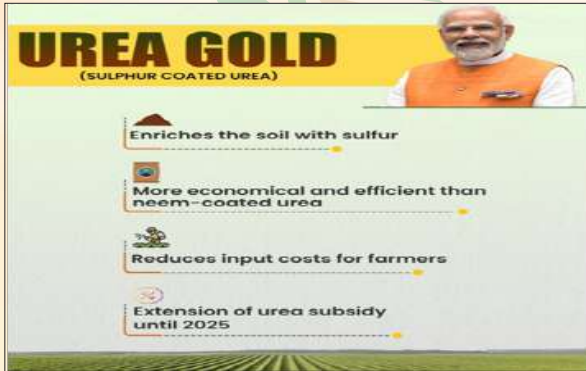 UREA GOLD
(SULPHUR COATED UREA)
Enriches the soil with sulfur
More economical and efficient than
neem-coated urea
Reduces input costs for farmers
Extension of urea subsidy
until 2025